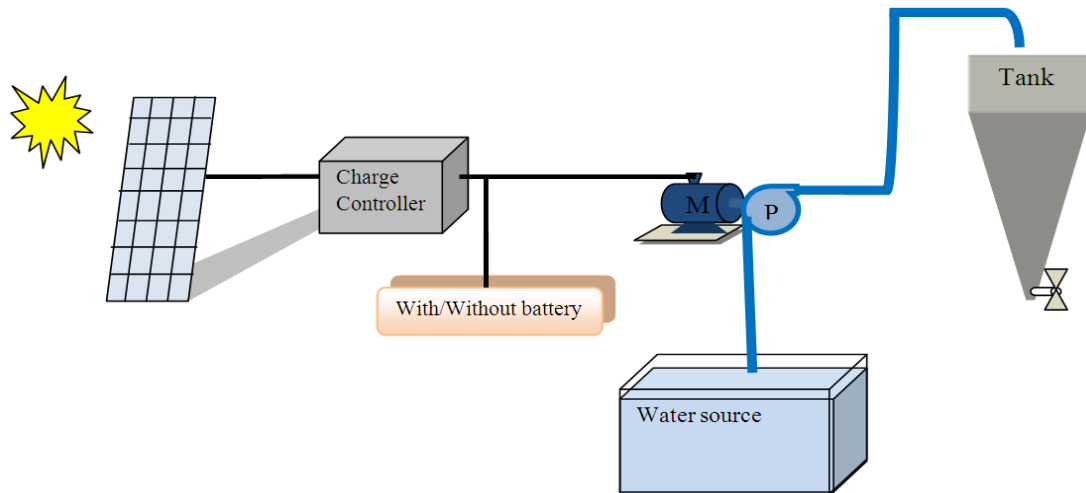 Tank
Charge
Controller
M
P
With/Without battery
Water source